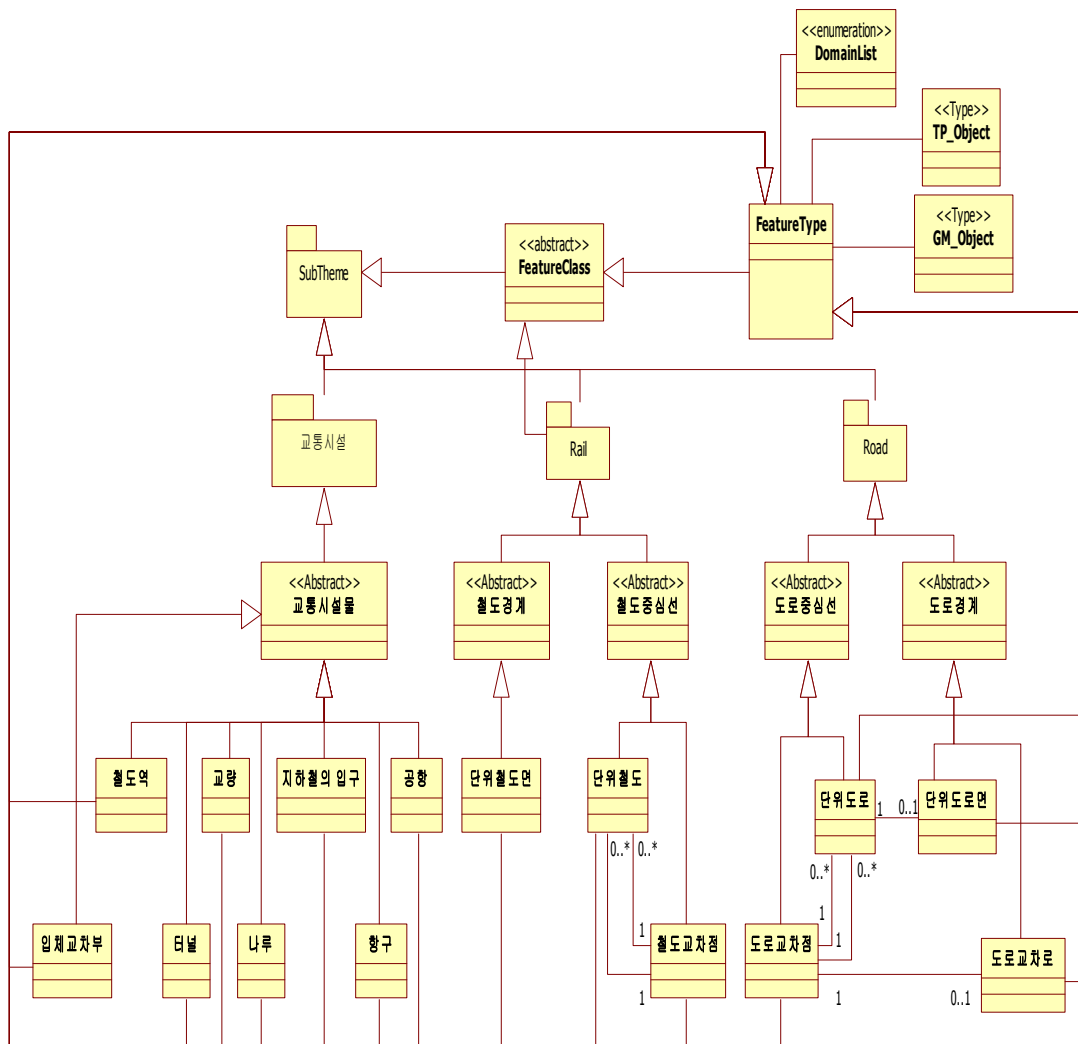 <<enumeration>>
DomainList
<<Type>>
TP_Object
<<Type>>
GM_Object
FeatureType
<<abstract>>
FeatureClass
SubTheme
교통시설
Rail
Road
<<Abstract>>
교통시설물
<<Abstract>>
철도경계
<<Abstract>>
철도중심선
<<Abstract>>
도로중심선
<<Abstract>>
도로경계
철도역
교량
지하철의 입구
공항
단위철도면
단위철도
단위도로
단위도로면
1
0..1
0..*
0..*
0..*
0..*
입체교차부
터널
나루
항구
철도교차점
도로교차점
도로교차로
1
1
1
1
1
0..1